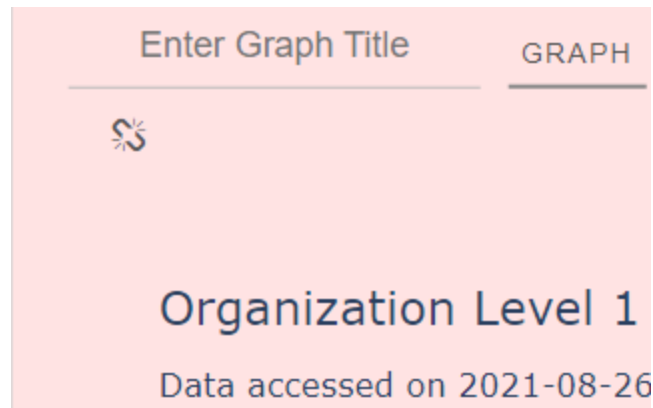 Enter Graph Title
GRAPH
Organization Level 1
Data accessed on 2021-08-26